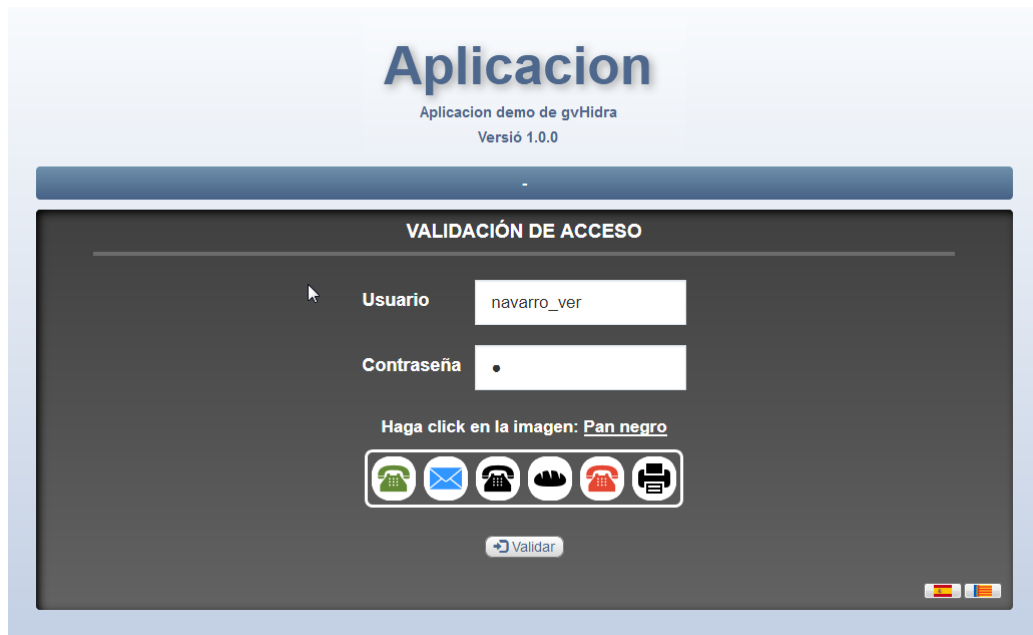 Aplicacion
Aplicacion demo de gvHidra
Versió 1.0.0
-
VALIDACIÓN DE ACCESO
Usuario navarro_ver
Contraseña •
Haga click en la imagen: Pan negro
Validar